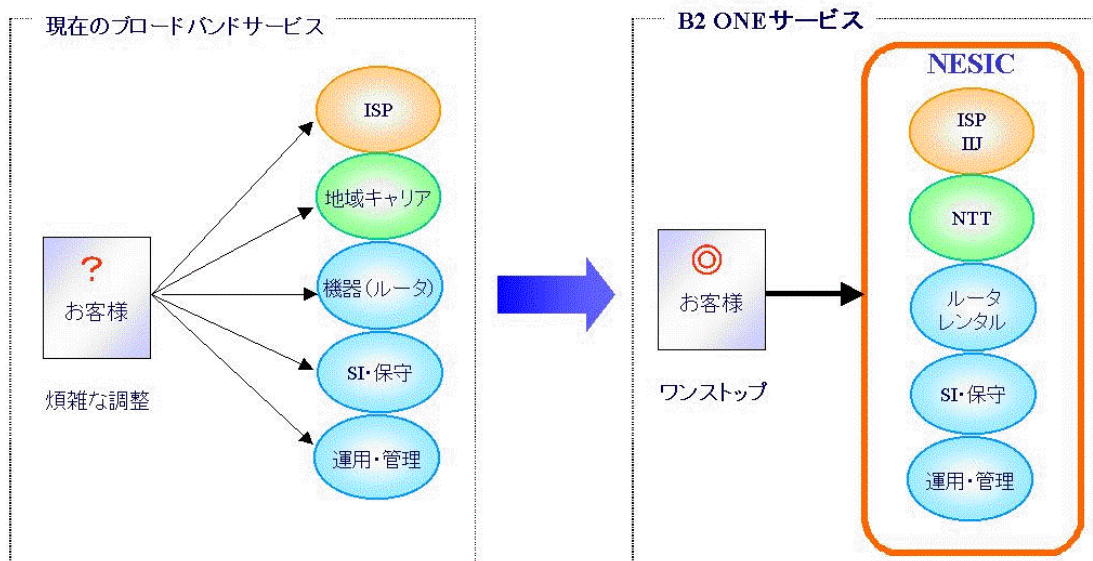 現在のブロードバンドサービス
ISP
地域キャリア
機器(ルータ)
SI・保守
運用・管理
?
お客様
煩雑な調整
B2 ONEサービス
NESIC
ISP
IIJ
NTT
ルータ
レンタル
SI・保守
運用・管理
◎
お客様
ワンストップ